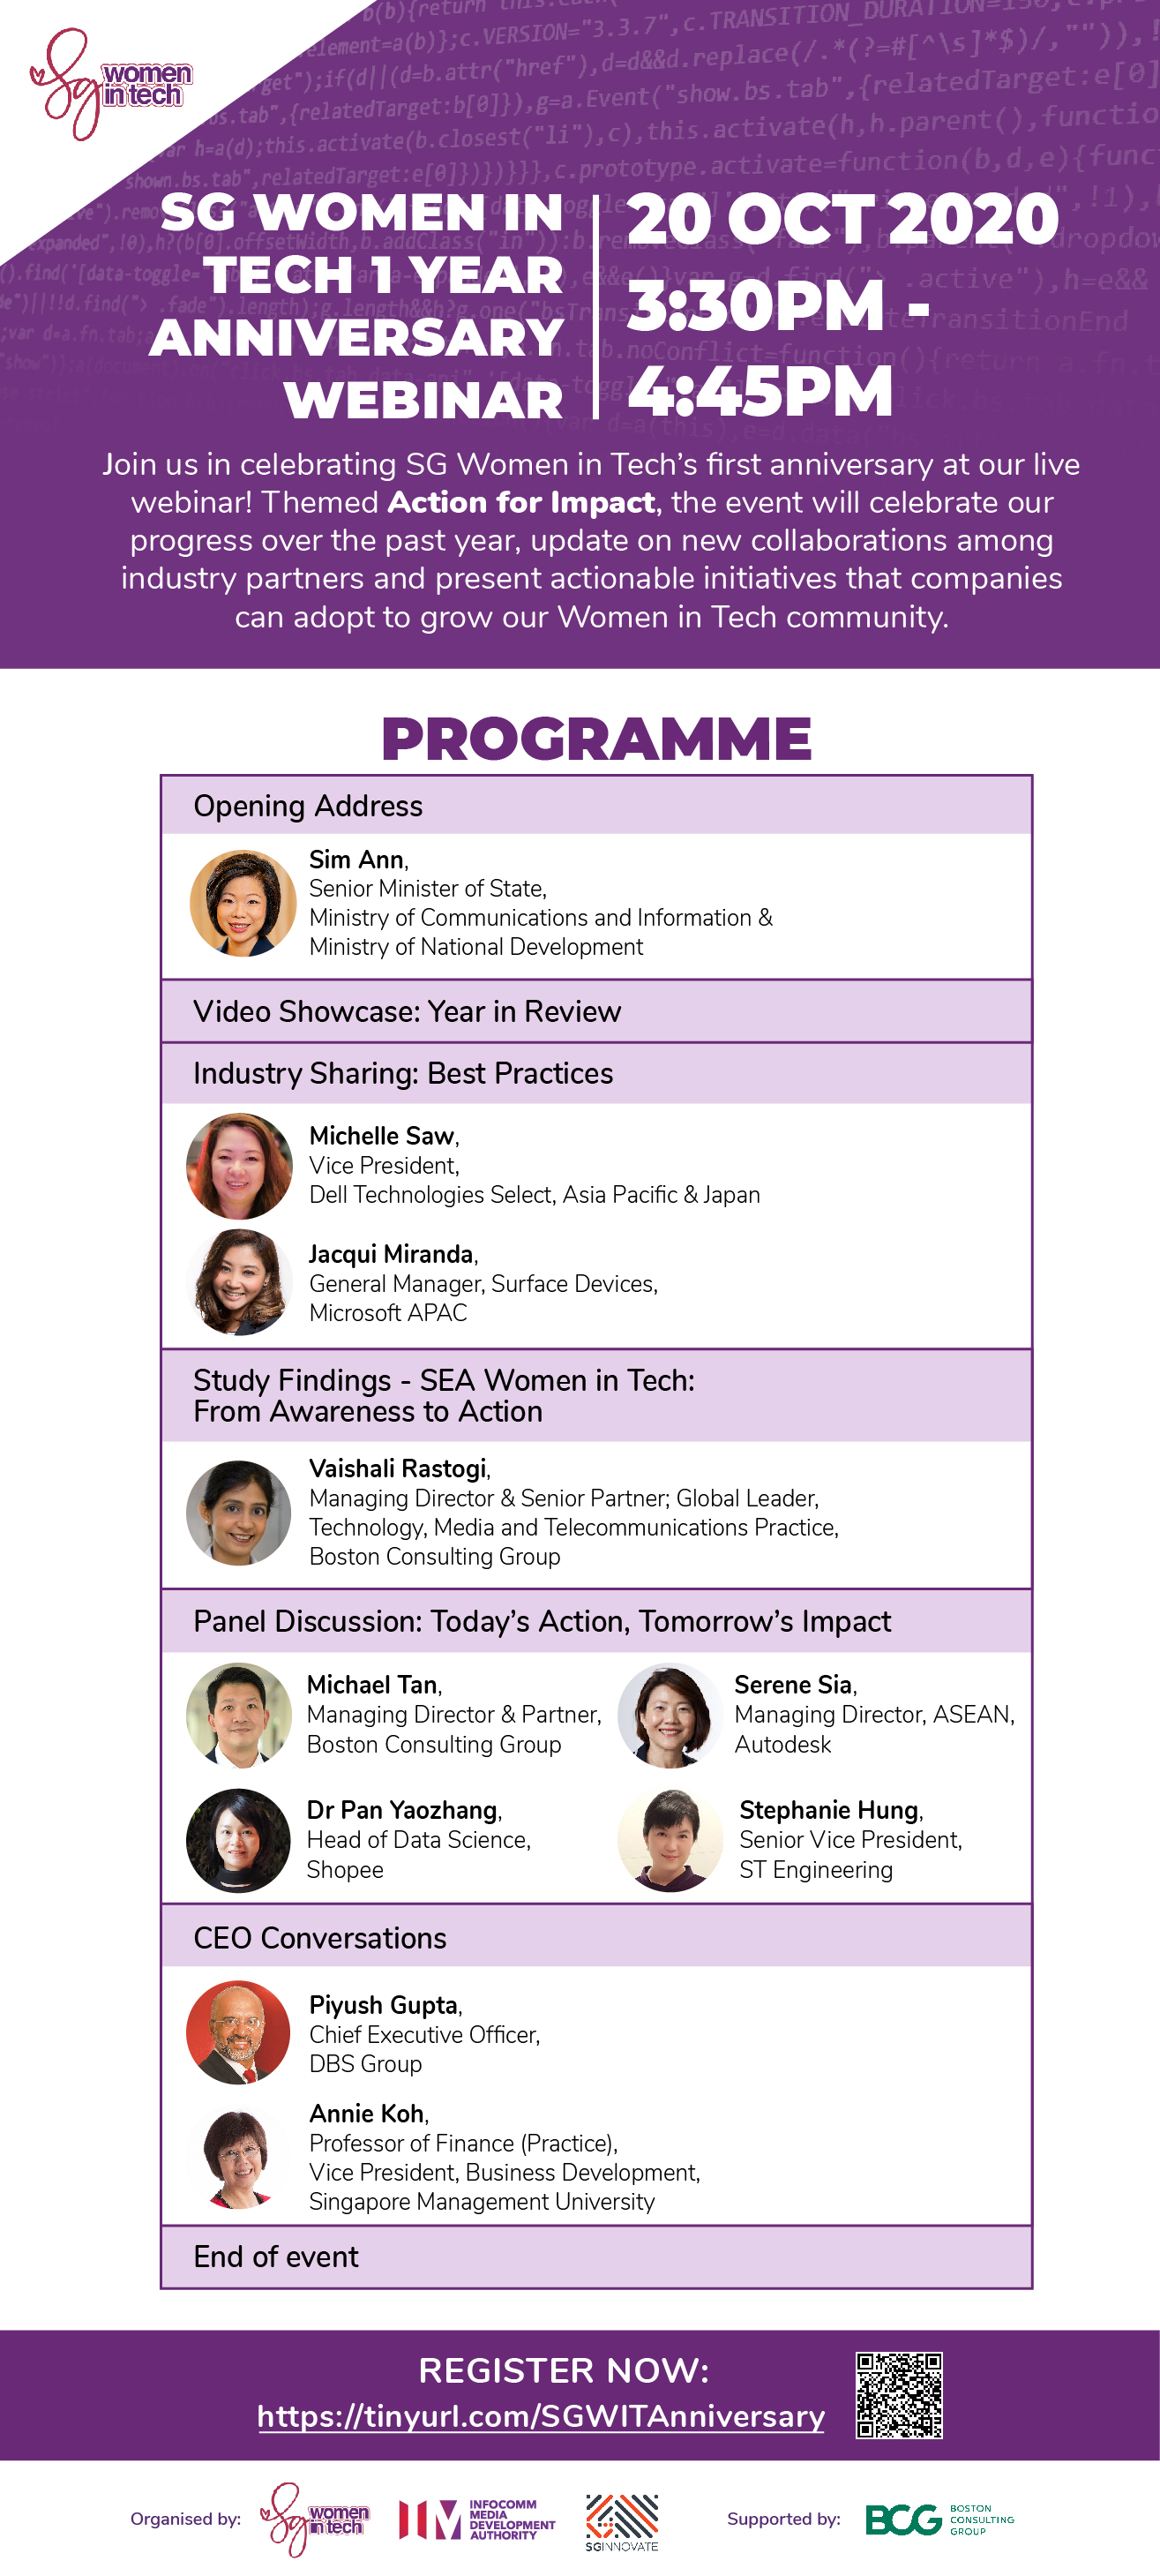 Sg women
in tech
SG WOMEN IN
TECH 1 YEAR
ANNIVERSARY
WEBINAR
20 OCT 2020
3:30PM -
4:45PM
Join us in celebrating SG Women in Tech's first anniversary at our live
webinar! Themed Action for Impact, the event will celebrate our
progress over the past year, update on new collaborations among
industry partners and present actionable initiatives that companies
can adopt to grow our Women in Tech community.
PROGRAMME
Opening Address
Sim Ann,
Senior Minister of State,
Ministry of Communications and Information &
Ministry of National Development
Video Showcase: Year in Review
Industry Sharing: Best Practices
Michelle Saw,
Vice President,
Dell Technologies Select, Asia Pacific & Japan
Jacqui Miranda,
General Manager, Surface Devices,
Microsoft APAC
Study Findings - SEA Women in Tech:
From Awareness to Action
Vaishali Rastogi,
Managing Director & Senior Partner; Global Leader,
Technology, Media and Telecommunications Practice,
Boston Consulting Group
Panel Discussion: Today's Action, Tomorrow's Impact
Michael Tan,
Managing Director & Partner,
Boston Consulting Group
Serene Sia,
Managing Director, ASEAN,
Autodesk
Dr Pan Yaozhang,
Head of Data Science,
Shopee
Stephanie Hung,
Senior Vice President,
ST Engineering
CEO Conversations
Piyush Gupta,
Chief Executive Officer,
DBS Group
Annie Koh,
Professor of Finance (Practice),
Vice President, Business Development,
Singapore Management University
End of event
REGISTER NOW:
https://tinyurl.com/SGWITAnniversary
Organised by:
Sg women
in tech
INFOCOMM
MEDIA
DEVELOPMENT
AUTHORITY
SGINNOVATE
Supported by:
BCG
BOSTON
CONSULTING
GROUP